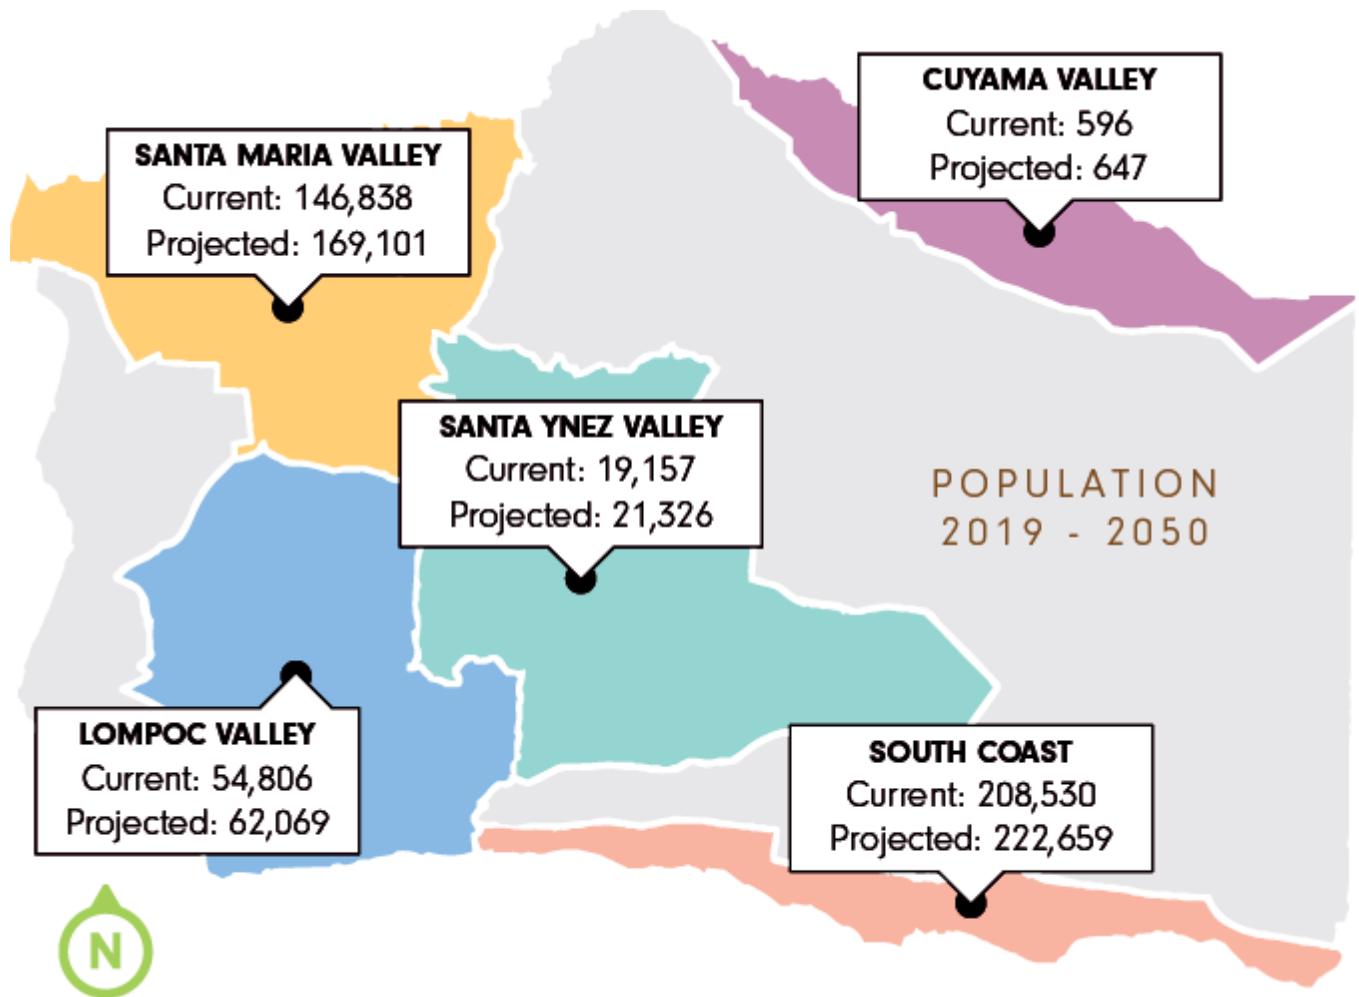 CUYAMA VALLEY
Current: 596
Projected: 647
SANTA MARIA VALLEY
Current: 146,838
Projected: 169,101
SANTA YNEZ VALLEY
Current: 19,157
Projected: 21,326
POPULATION
2019 - 2050
LOMPOC VALLEY
Current: 54,806
Projected: 62,069
SOUTH COAST
Current: 208,530
Projected: 222,659
N